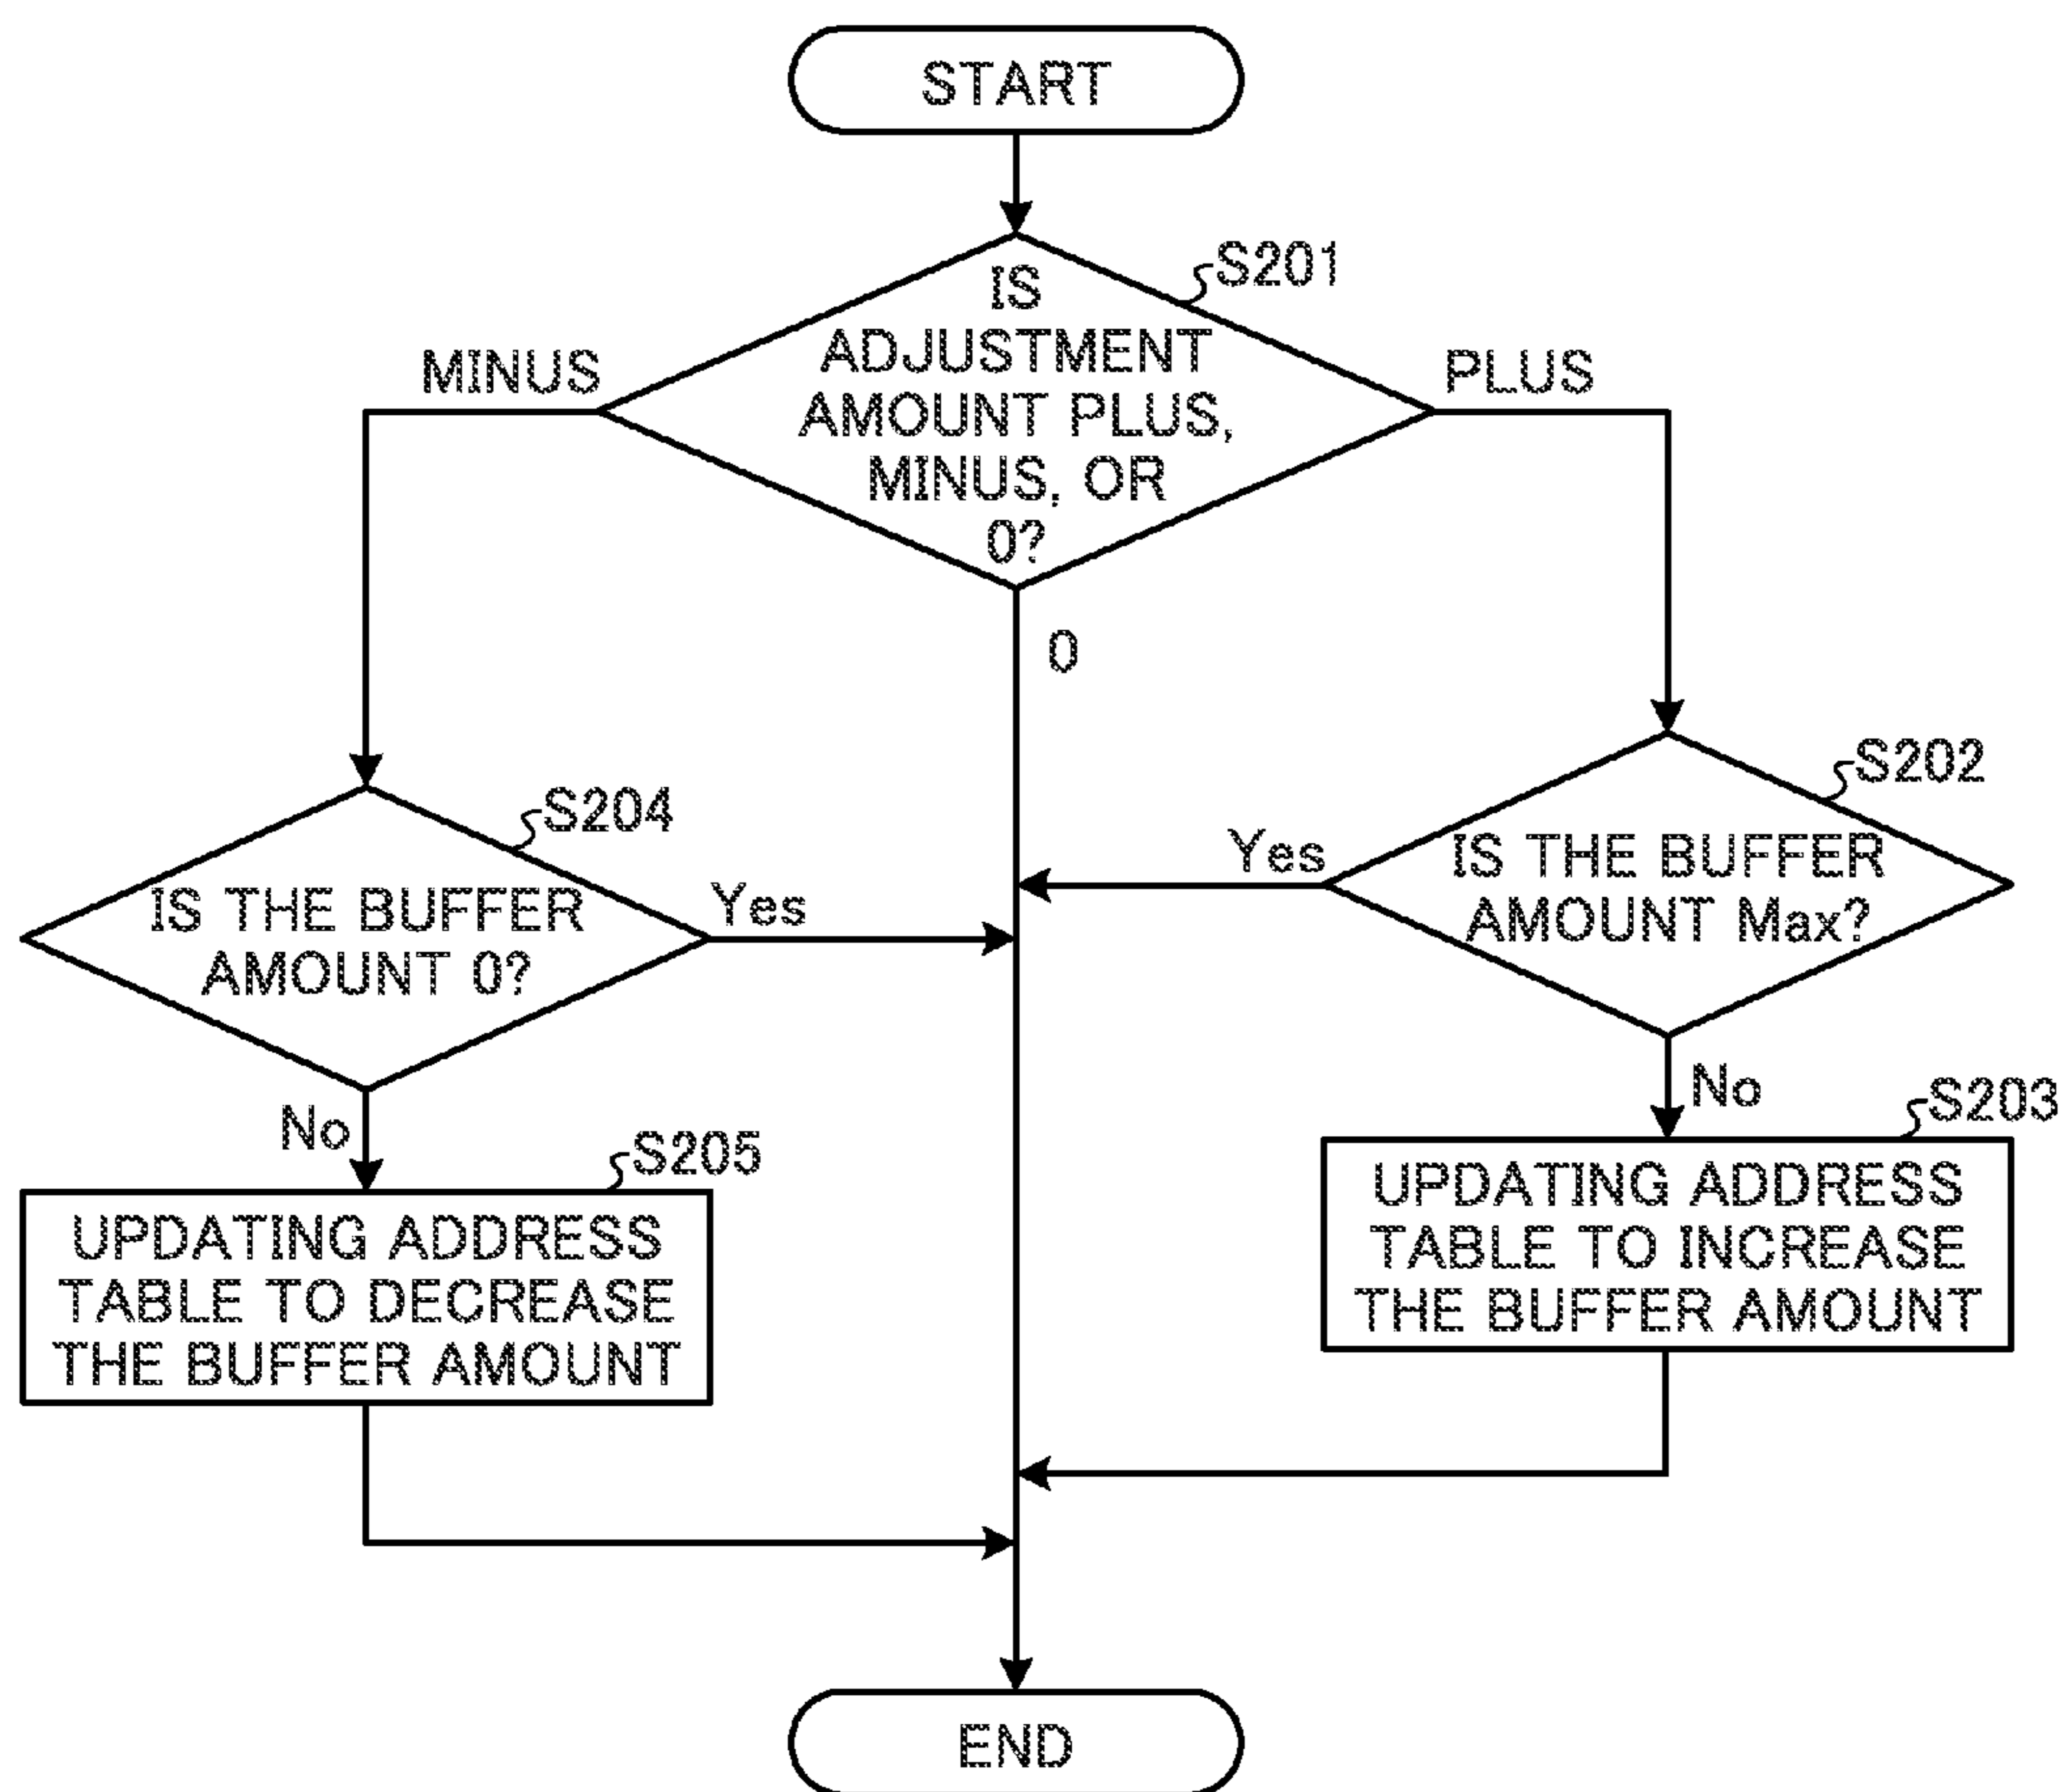 START
S201
IS
ADJUSTMENT
AMOUNT PLUS,
MINUS, OR
0?
MINUS
PLUS
0
S204
IS THE BUFFER
AMOUNT 0?
Yes
No
S202
IS THE BUFFER
AMOUNT Max?
Yes
No
S205
UPDATING ADDRESS
TABLE TO DECREASE
THE BUFFER AMOUNT
S203
UPDATING ADDRESS
TABLE TO INCREASE
THE BUFFER AMOUNT
END